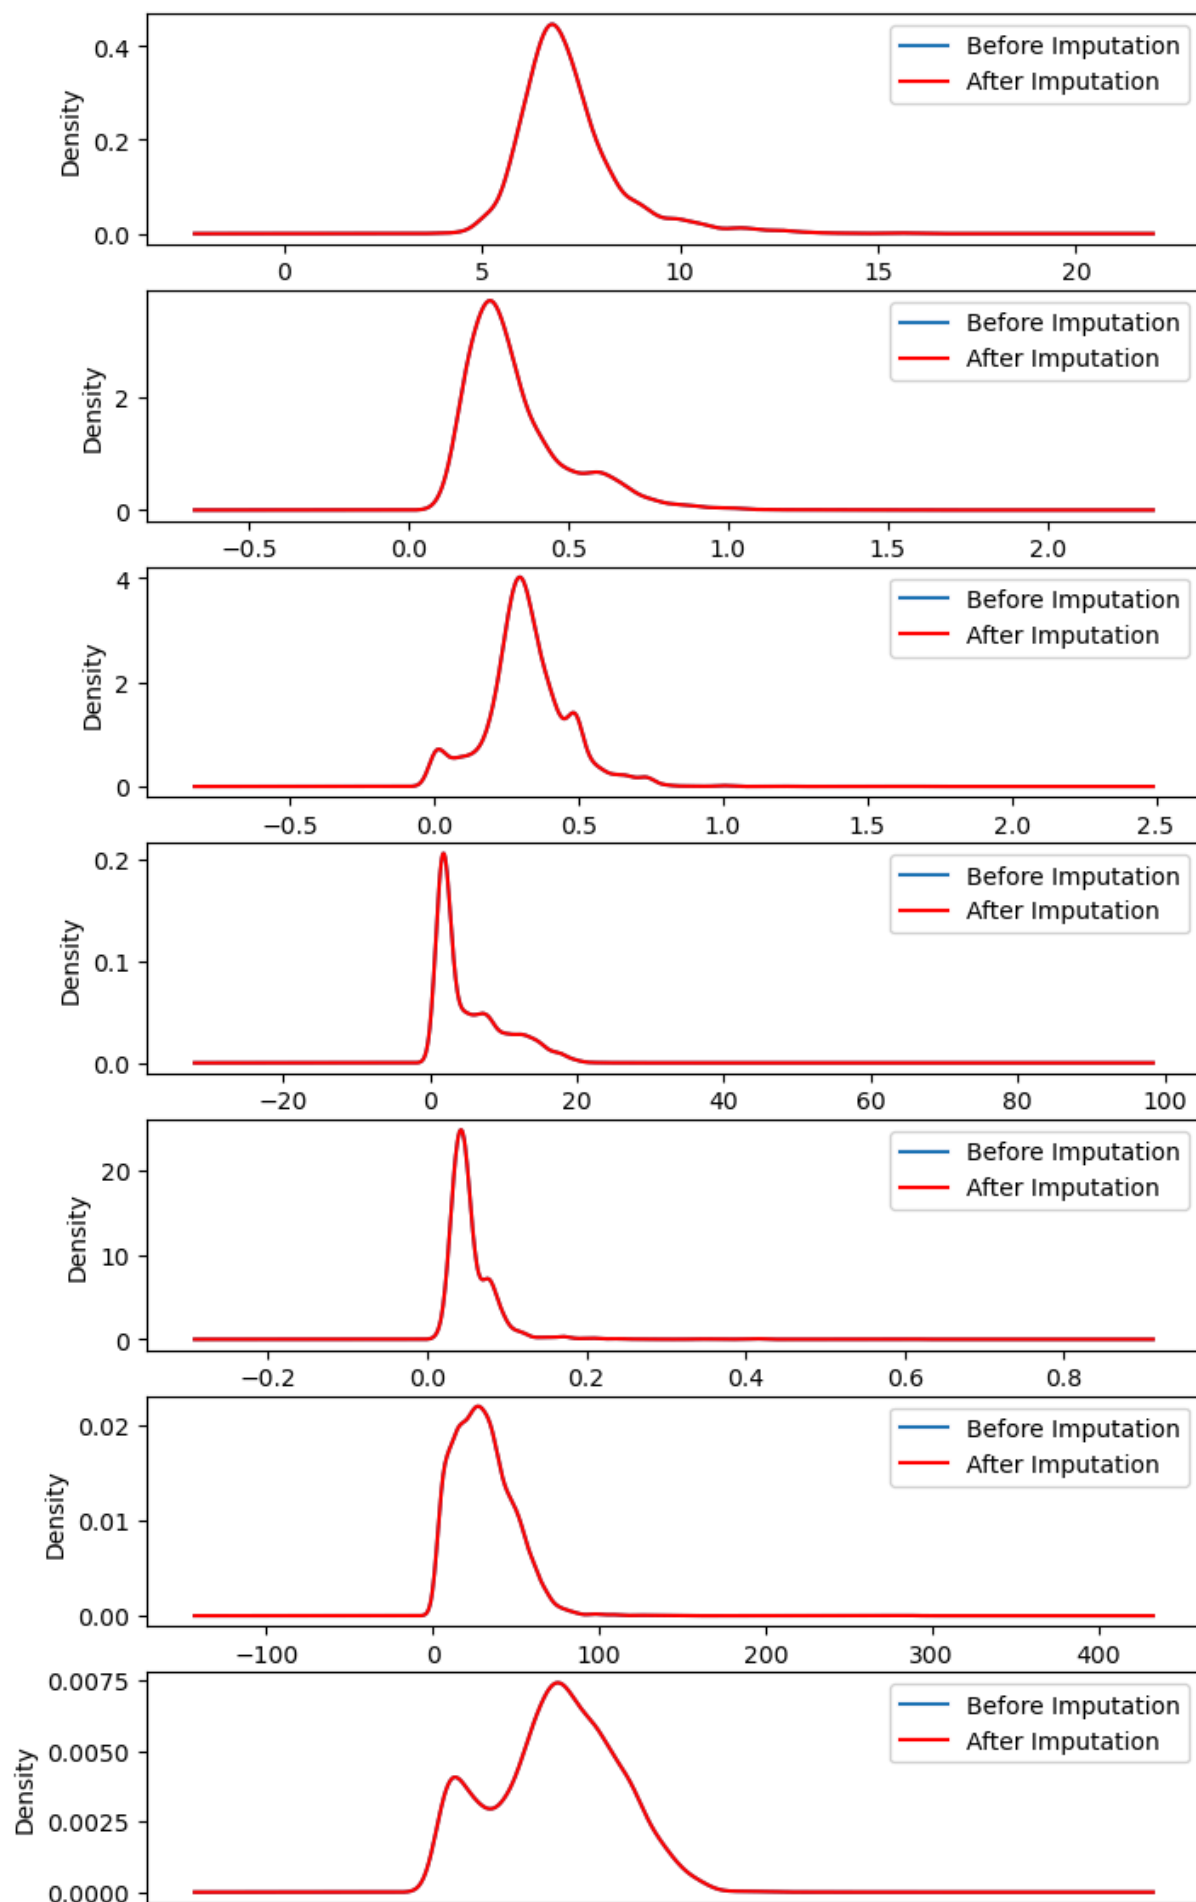 Before Imputation
After Imputation
Density
0.4
0.2
0.0
0 5 10 15 20
Before Imputation
After Imputation
Density
2
0
−0.5 0.0 0.5 1.0 1.5 2.0
Before Imputation
After Imputation
Density
4
2
0
−0.5 0.0 0.5 1.0 1.5 2.0 2.5
Before Imputation
After Imputation
Density
0.2
0.1
0.0
−20 0 20 40 60 80 100
Before Imputation
After Imputation
Density
20
10
0
−0.2 0.0 0.2 0.4 0.6 0.8
Before Imputation
After Imputation
Density
0.02
0.01
0.00
−100 0 100 200 300 400
Before Imputation
After Imputation
Density
0.0075
0.0050
0.0025
0.0000